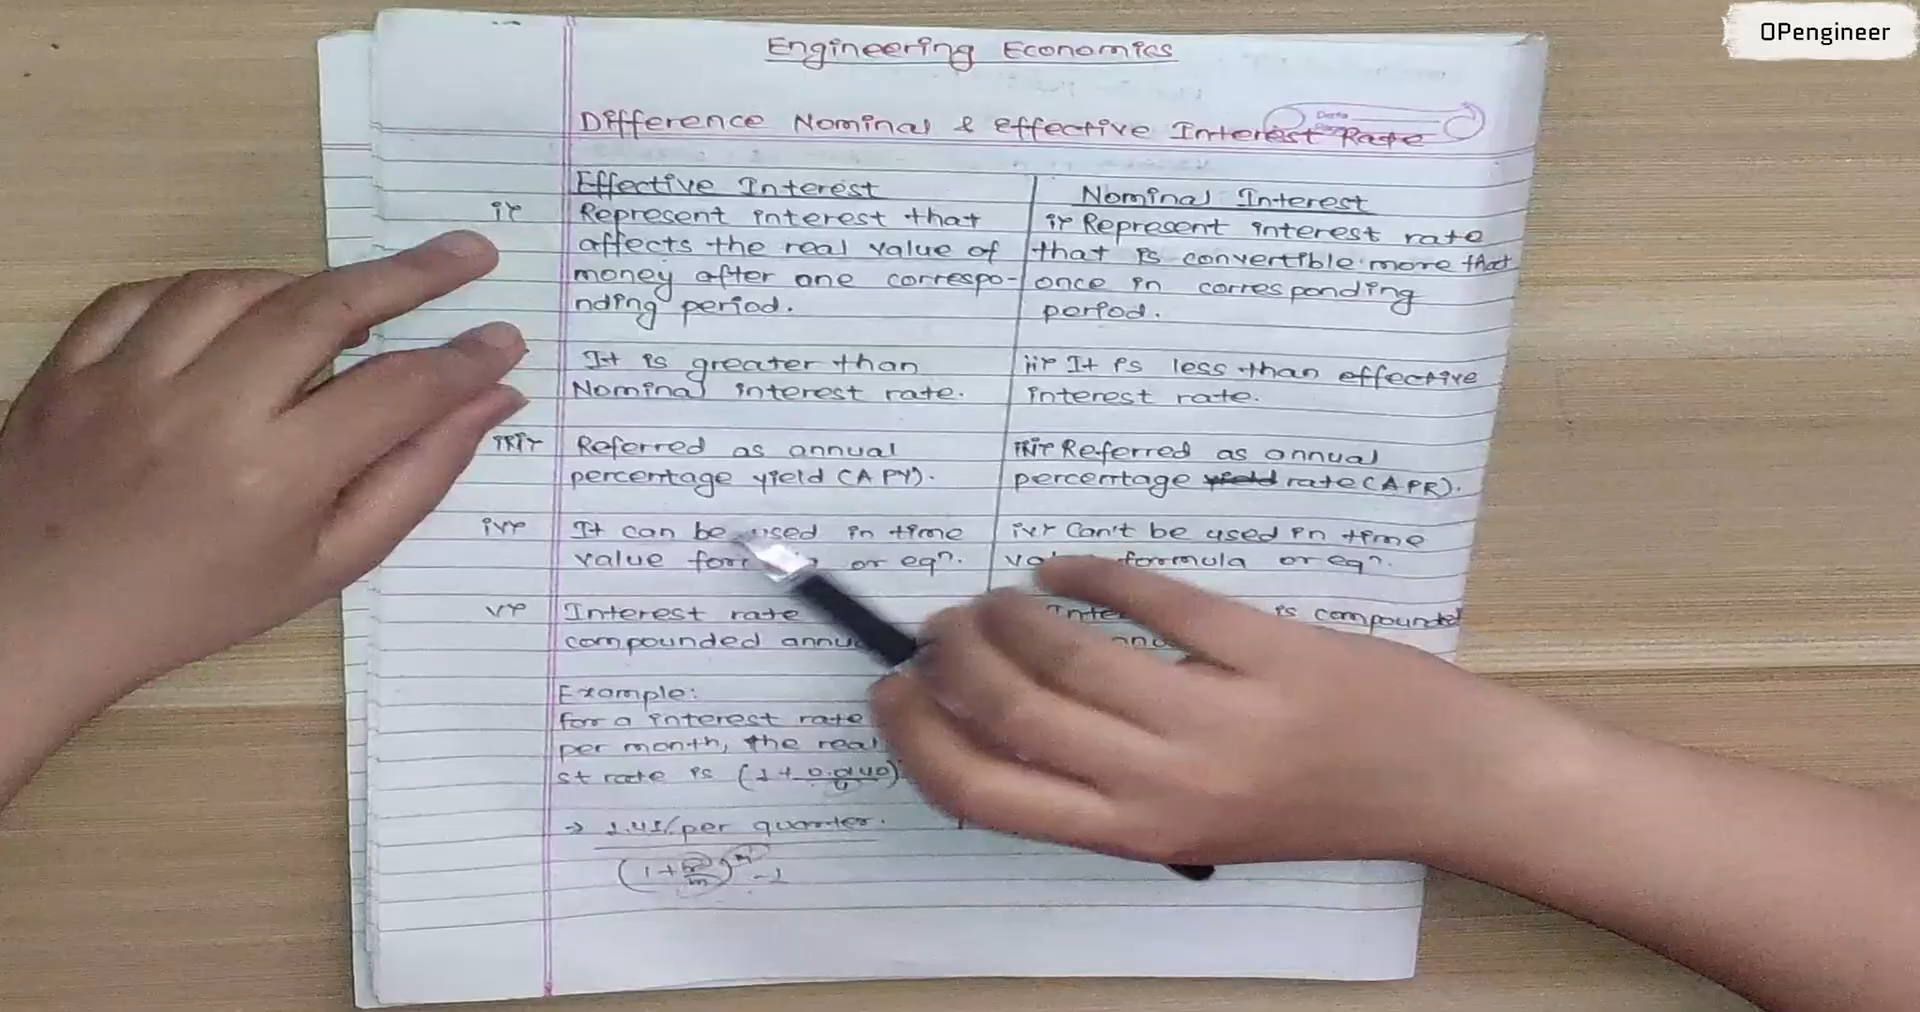 OPengineer
Engineering Economics
Difference Nominal & effective Interest Rate
Effective Interest
i) Represent interest that
affects the real value of
money after one correspo-
nding period.
It is greater than
Nominal interest rate.
iii) Referred as annual
percentage yield (APY).
iv) It can be used in time
value or eqn.
v) Interest rate
compounded
Example:
for a interest rate
per month, the real
st rate is (1 +
→ 1.41/per quarter.
-1
Nominal Interest
i) Represent interest rate
that is convertible more that
once in corresponding
period.
ii) It is less than effective
interest rate.
iii) Referred as annual
percentage rate (APR).
iv) Can't be used in time
formula or eqn.
is compounded